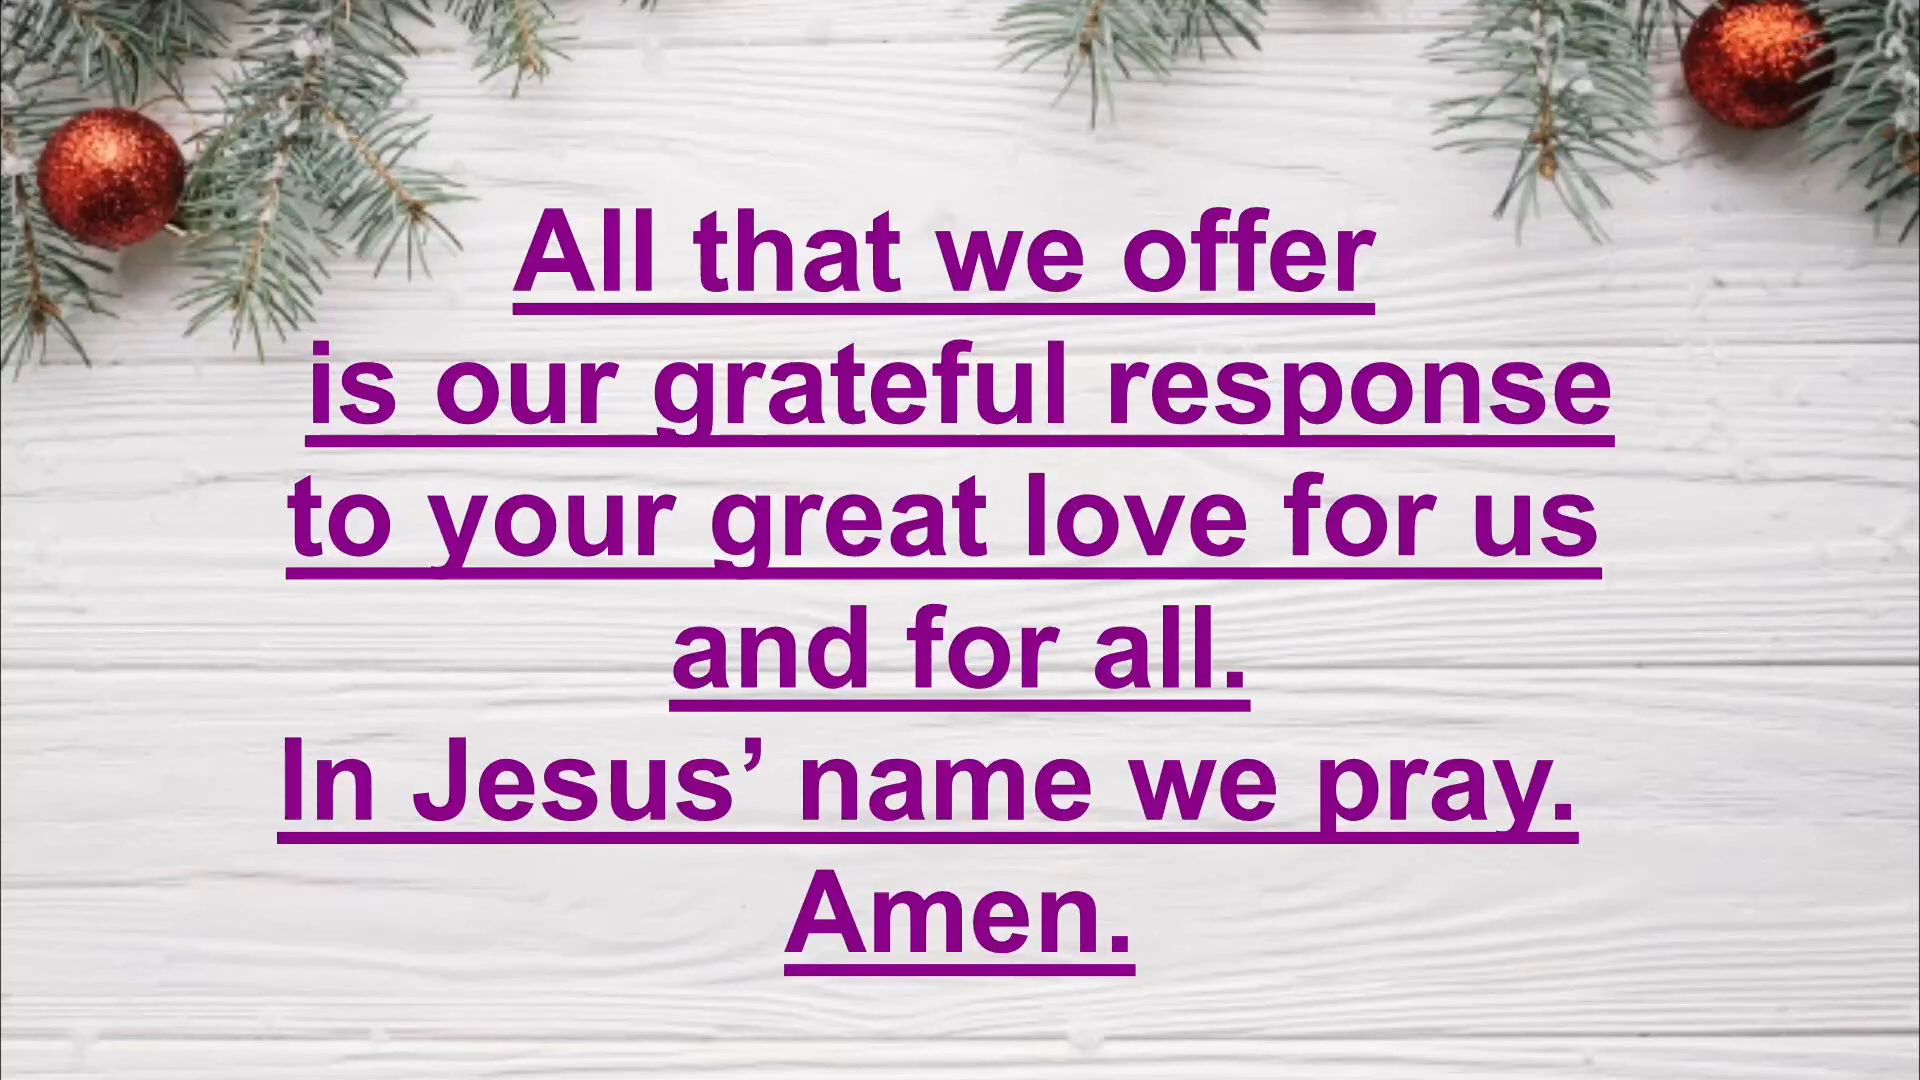 All that we offer
is our grateful response
to your great love for us
and for all.
In Jesus’ name we pray.
Amen.